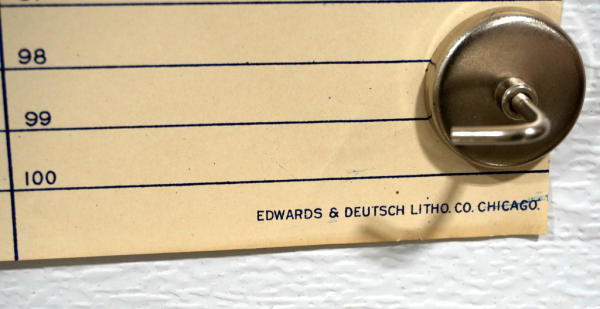 98
99
100
EDWARDS & DEUTSCH LITHO. CO. CHICAGO.